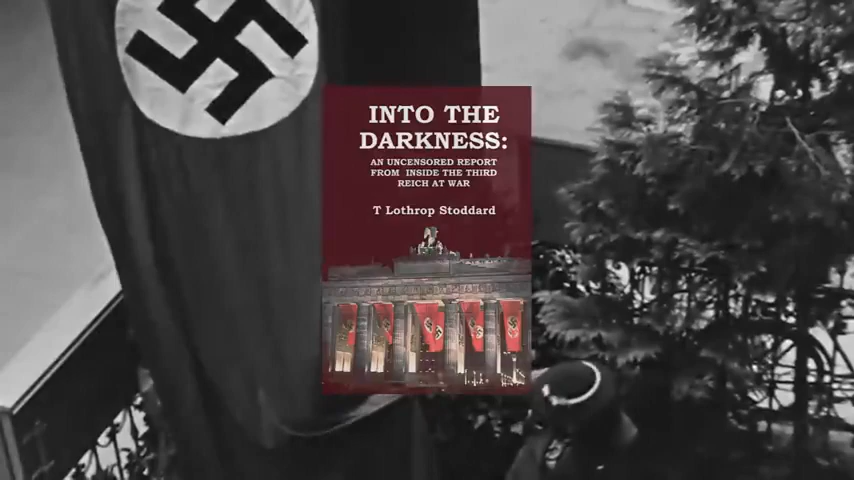 INTO THE
DARKNESS:
AN UNCENSORED REPORT
FROM INSIDE THE THIRD
REICH AT WAR
T Lothrop Stoddard